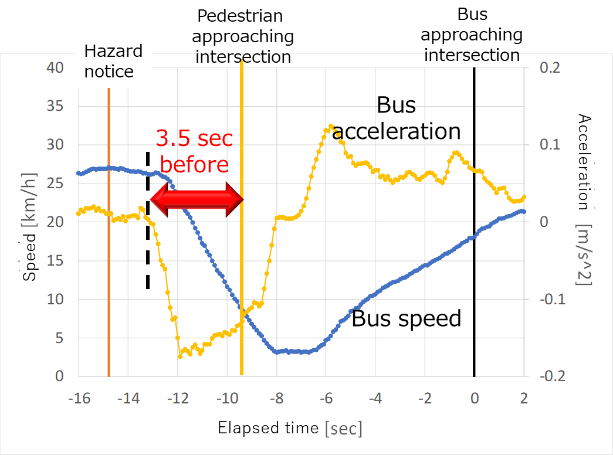 Hazard
notice
Pedestrian
approaching
intersection
Bus
approaching
intersection
40
35
30
25
20
15
10
5
0
Speed [km/h]
0.2
0.1
0
-0.1
-0.2
Acceleration [m/s^2]
3.5 sec
before
Bus
acceleration
Bus speed
-16 -14 -12 -10 -8 -6 -4 -2 0 2
Elapsed time [sec]